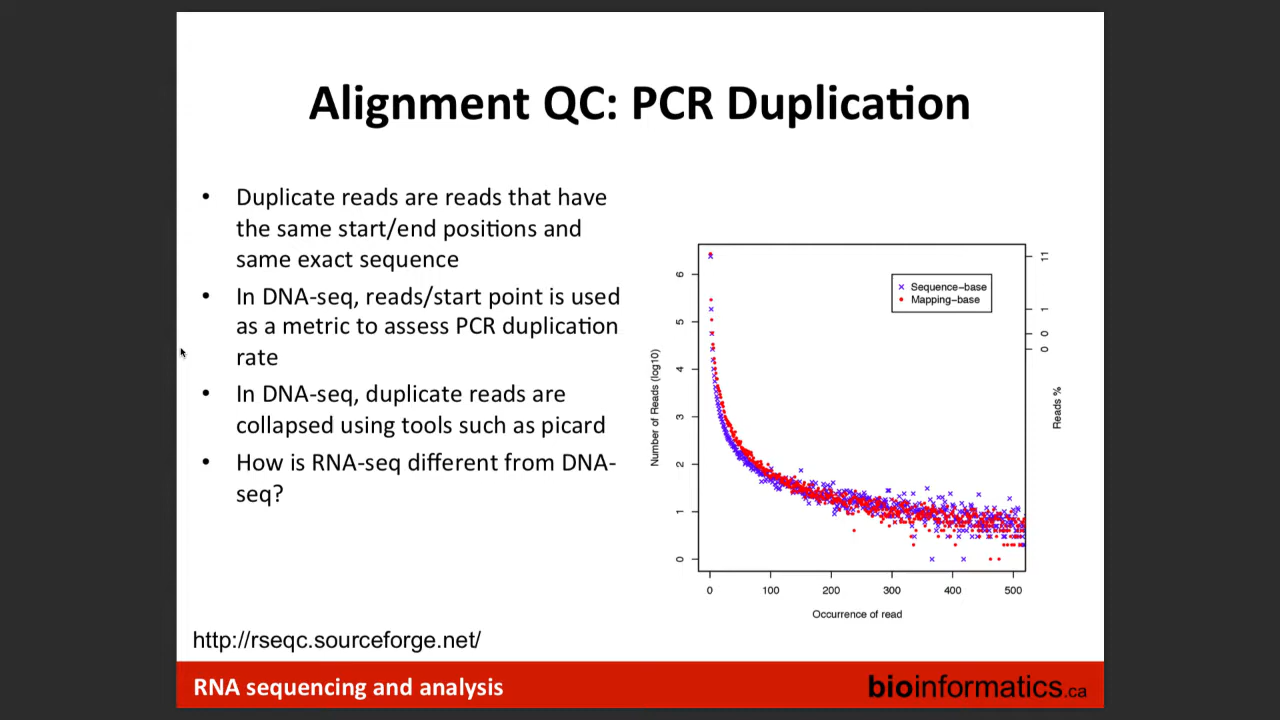 Alignment QC: PCR Duplication
• Duplicate reads are reads that have
the same start/end positions and
same exact sequence
• In DNA-seq, reads/start point is used
as a metric to assess PCR duplication
rate
• In DNA-seq, duplicate reads are
collapsed using tools such as picard
• How is RNA-seq different from DNA-
seq?
Sequence-base
Mapping-base
Number of Reads (log10)
6
5
4
3
2
1
0
11
1
0
0
Reads %
0 100 200 300 400 500
Occurrence of read
http://rseqc.sourceforge.net/
RNA sequencing and analysis
bioinformatics.ca